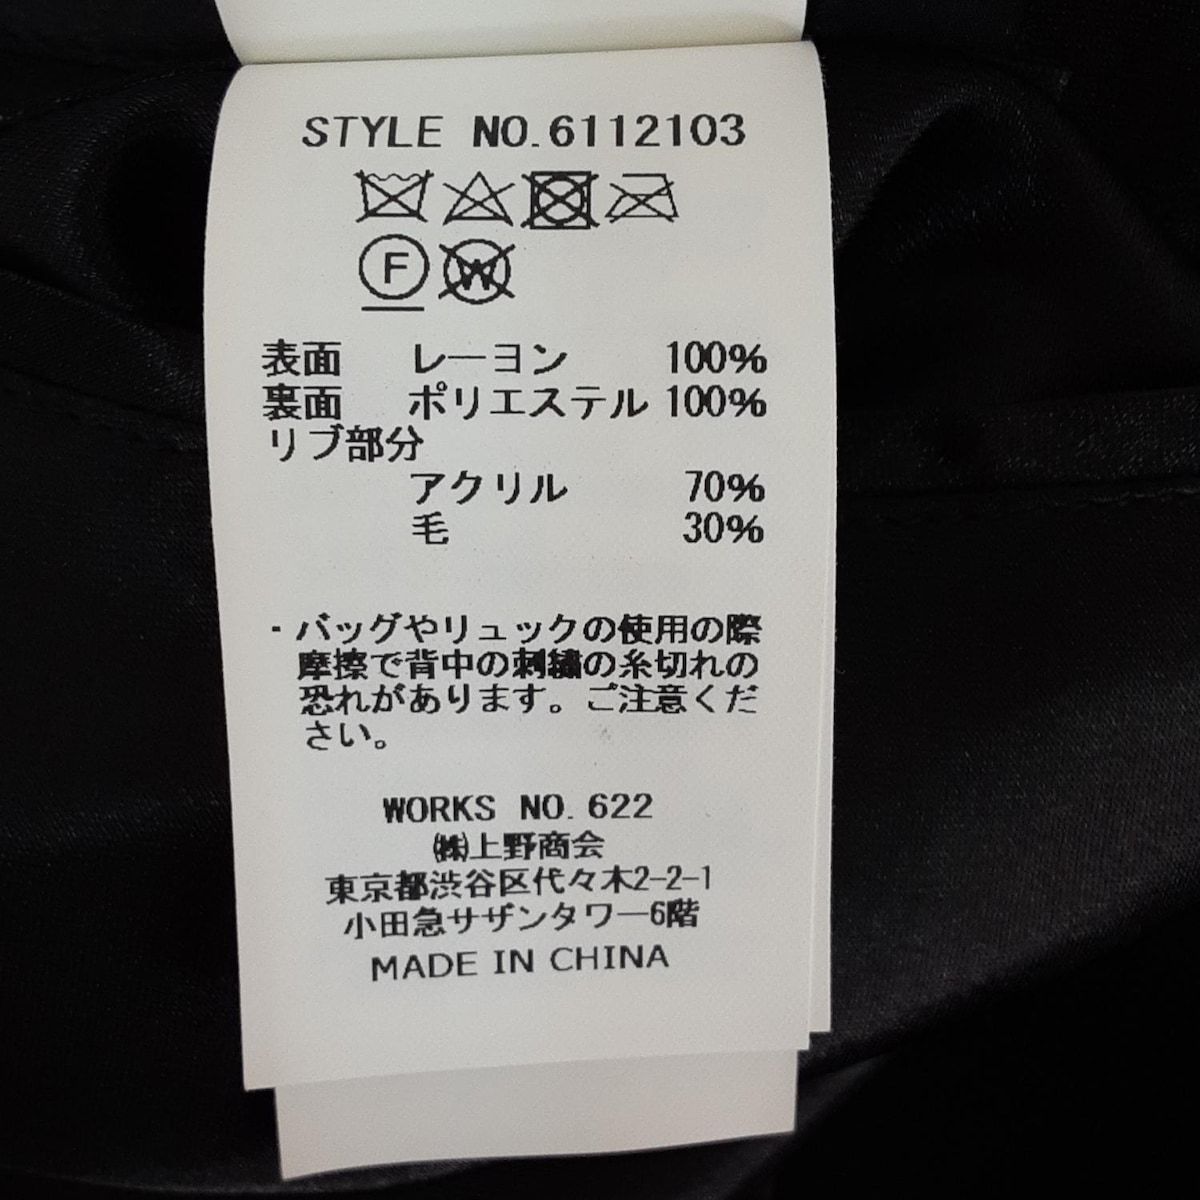 STYLE NO.6112103
F
W
表面 レーヨン 100%
裏面 ポリエステル 100%
リブ部分
アクリル 70%
毛 30%
・バッグやリュックの使用の際
摩擦で背中の刺繍の糸切れの
恐れがあります。ご注意くだ
さい。
WORKS NO. 622
㈱上野商会
東京都渋谷区代々木2-2-1
小田急サザンタワー6階
MADE IN CHINA